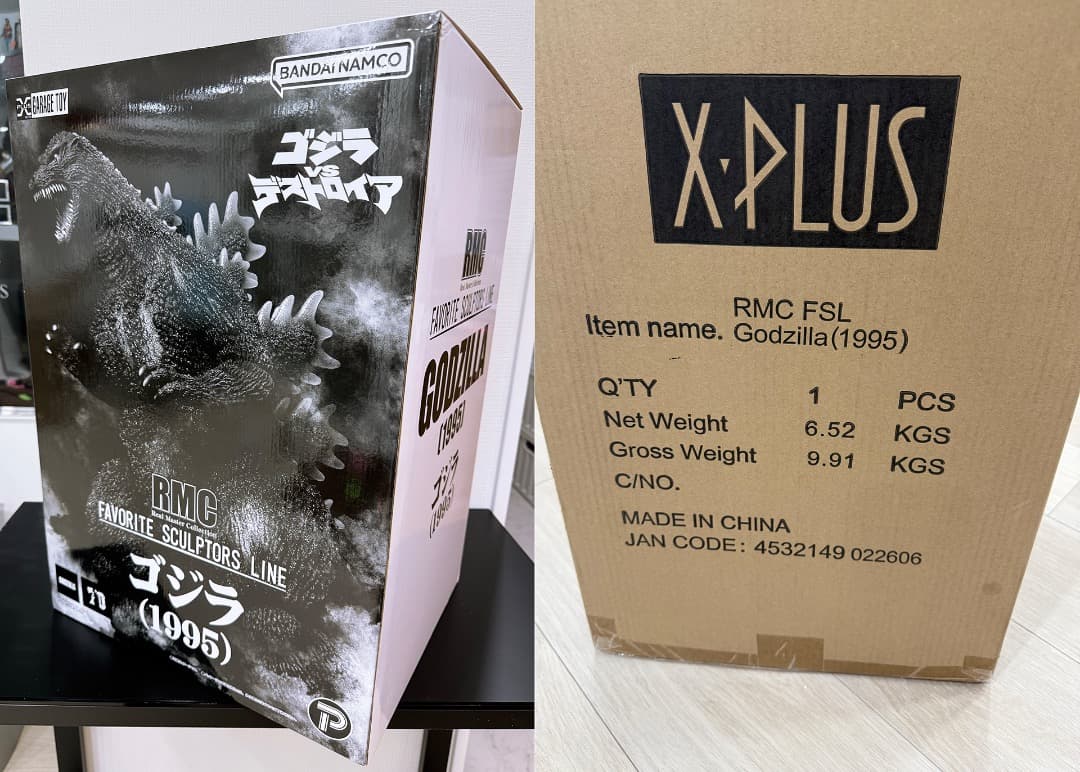 GARAGE TOY
BANDAI NAMCO
ゴジラ
VS
デストロイア
RMC
Real Master Collection
FAVORITE SCULPTORS LINE
ゴジラ
(1995)
RMC
Real Master Collection
FAVORITE SCULPTORS LINE
GODZILLA
(1995)
ゴジラ
(1995)
X-PLUS
Item name. RMC FSL
Godzilla(1995)
Q'TY 1 PCS
Net Weight 6.52 KGS
Gross Weight 9.91 KGS
C/NO.
MADE IN CHINA
JAN CODE: 4532149 022606